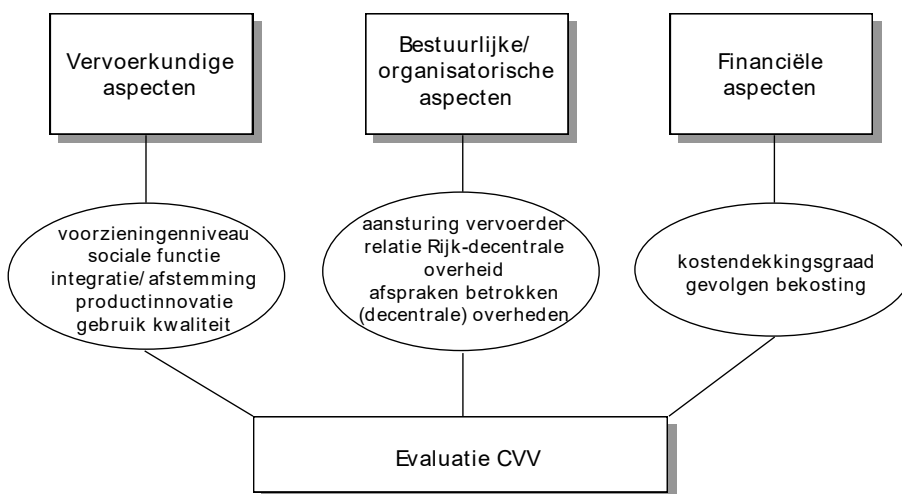 Vervoerkundige
aspecten
Bestuurlijke/
organisatorische
aspecten
Financiële
aspecten
voorzieningenniveau
sociale functie
integratie/ afstemming
productinnovatie
gebruik kwaliteit
aansturing vervoerder
relatie Rijk-decentrale
overheid
afspraken betrokken
(decentrale) overheden
kostendekkingsgraad
gevolgen bekosting
Evaluatie CVV